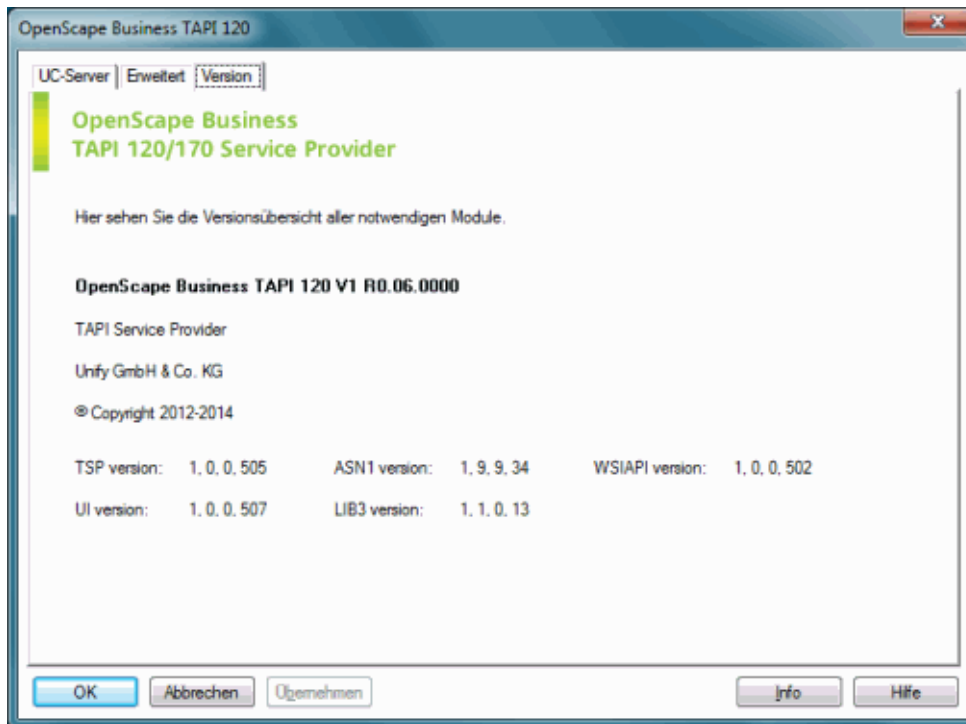 OpenScape Business TAPI 120
UC-Server Erweitert Version
OpenScape Business
TAPI 120/170 Service Provider
Hier sehen Sie die Versionsübersicht aller notwendigen Module.
OpenScape Business TAPI 120 V1 R0.06.0000
TAPI Service Provider
Unify GmbH & Co. KG
© Copyright 2012-2014
TSP version: 1, 0, 0, 505 ASN1 version: 1, 9, 9, 34 WSIAPI version: 1, 0, 0, 502
UI version: 1, 0, 0, 507 LIB3 version: 1, 1, 0, 13
OK Abbrechen Übernehmen Info Hilfe